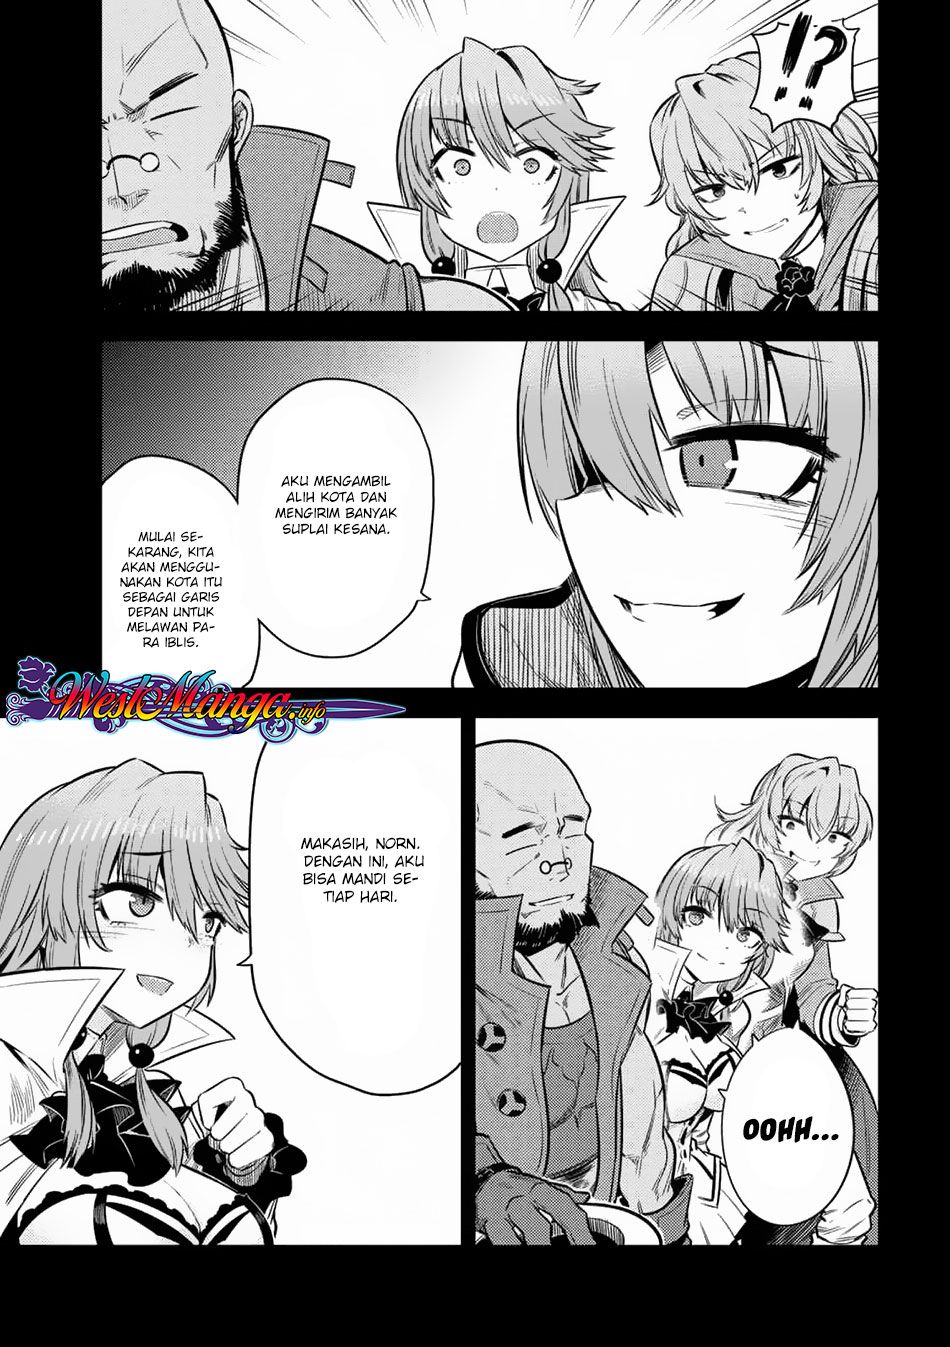 !?
AKU MENGAMBIL
ALIH KOTA DAN
MENGIRIM BANYAK
SUPLAI KESANA.
MULAI SE-
KARANG, KITA
AKAN MENGGU-
NAKAN KOTA ITU
SEBAGAI GARIS
DEPAN UNTUK
MELAWAN PA-
RA IBLIS.
WestManga.info
OOHH...
MAKASIH, NORN.
DENGAN INI, AKU
BISA MANDI SE-
TIAP HARI.